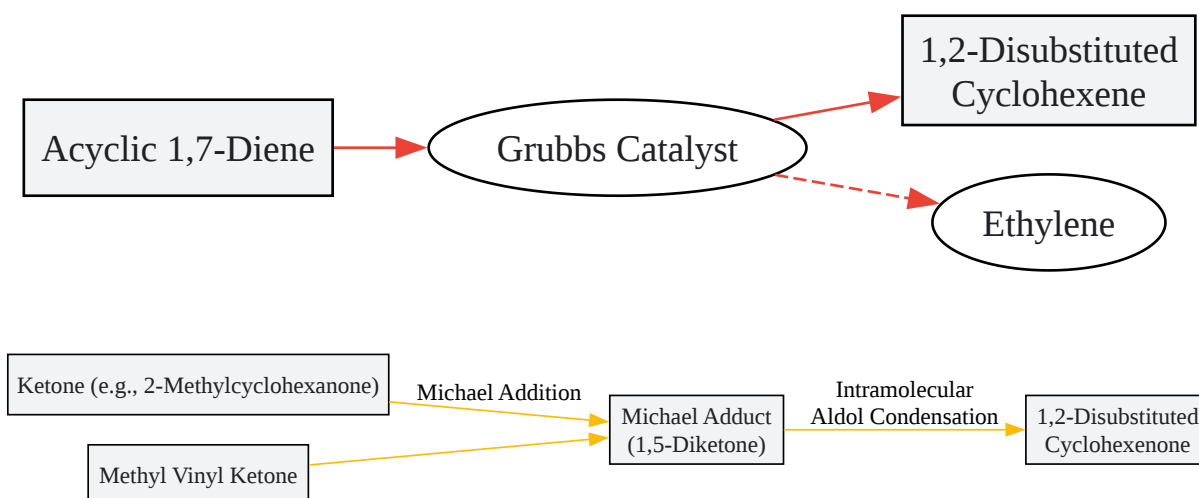 1,2-Disubstituted
Cyclohexene
Acyclic 1,7-Diene
Grubbs Catalyst
Ethylene
Ketone (e.g., 2-Methylcyclohexanone)
Michael Addition
Intramolecular
Aldol Condensation
Michael Adduct
(1,5-Diketone)
1,2-Disubstituted
Cyclohexenone
Methyl Vinyl Ketone